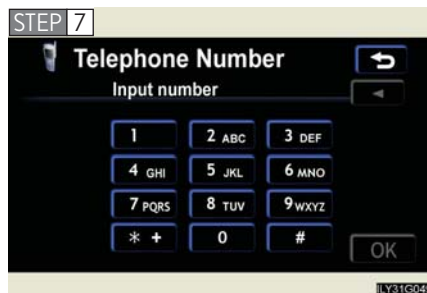 STEP 7
Telephone Number
Input number
1 2 ABC 3 DEF
4 GHI 5 JKL 6 MNO
7 PQRS 8 TUV 9 WXYZ
* + 0 #
OK
ILY31G049